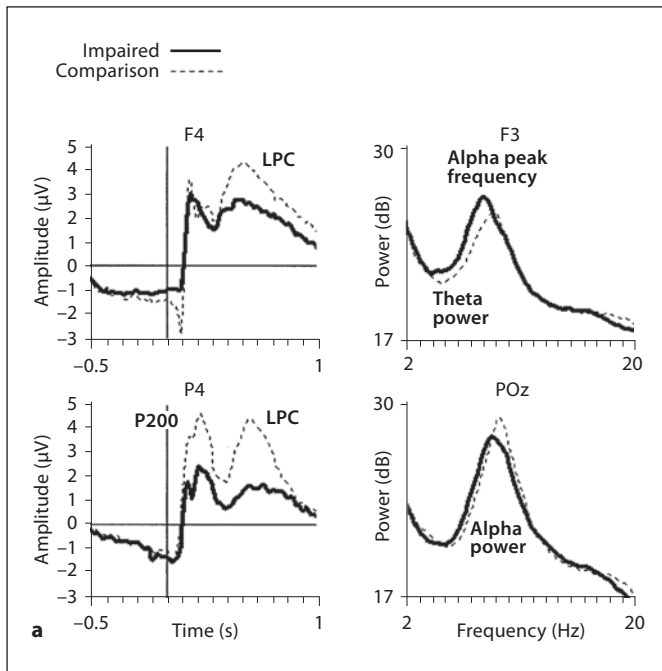 Impaired
Comparison
F4
5
4
3
2
1
0
–1
–2
–3
Amplitude (µV)
LPC
–0.5
1
F3
30
17
Power (dB)
Alpha peak
frequency
Theta
power
2
20
P4
5
4
3
2
1
0
–1
–2
–3
Amplitude (µV)
P200
LPC
–0.5
1
Time (s)
POz
30
17
Power (dB)
Alpha
power
2
20
Frequency (Hz)
a